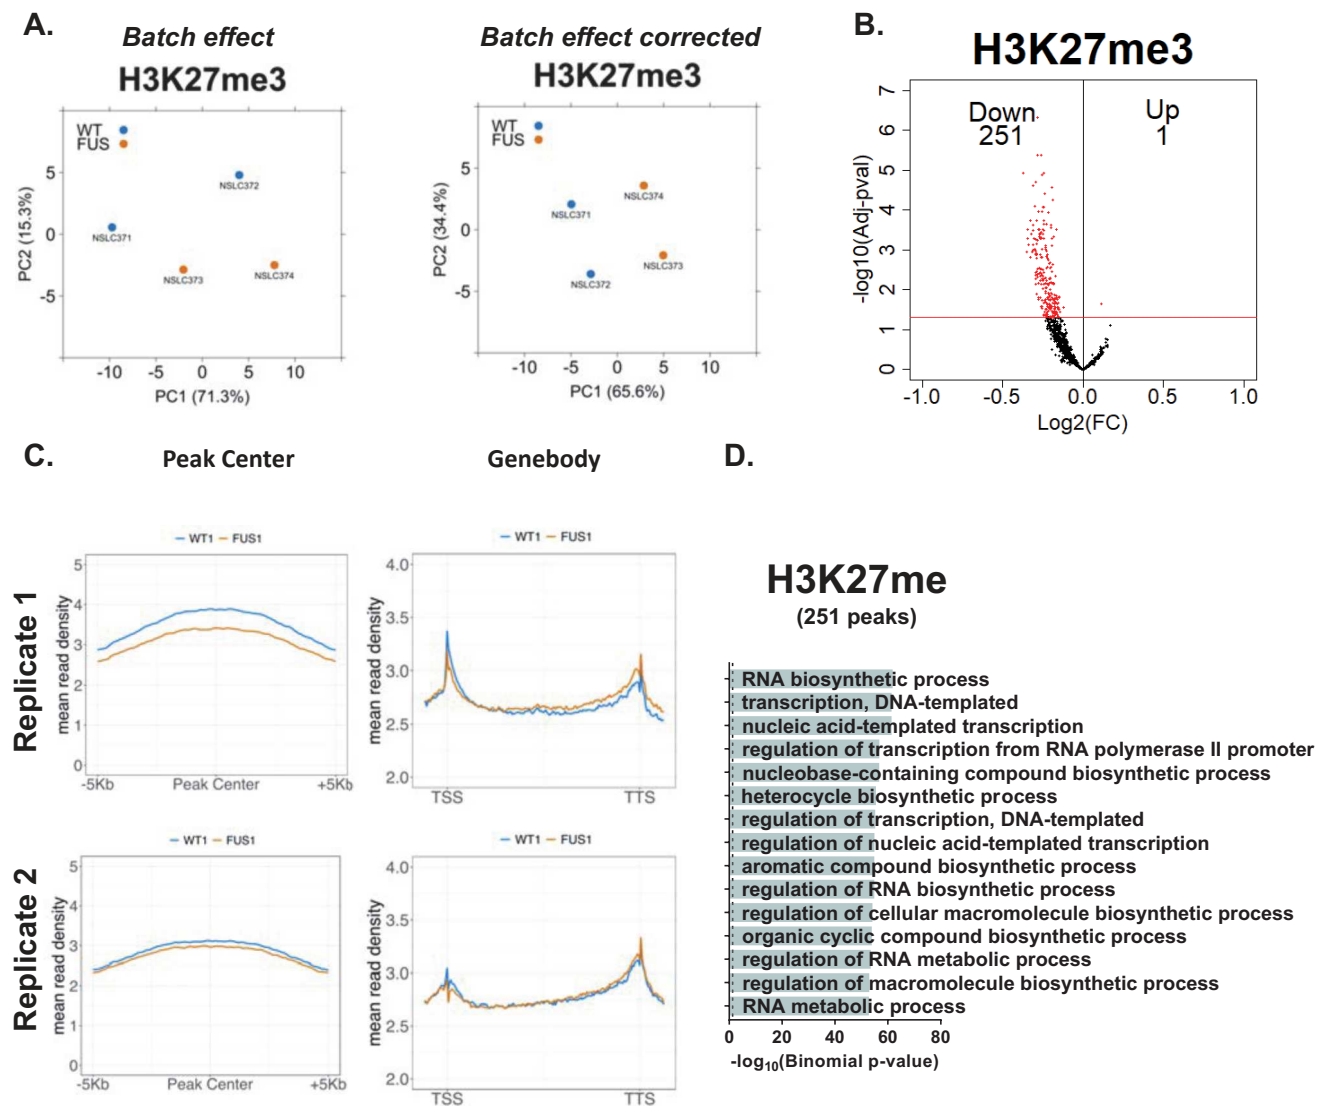 A.
Batch effect
H3K27me3
WT
FUS
NSLC372
NSLC371
NSLC373
NSLC374
5
0
-5
PC2 (15.3%)
-10 -5 0 5 10
PC1 (71.3%)
Batch effect corrected
H3K27me3
WT
FUS
NSLC374
NSLC371
NSLC373
NSLC372
5
0
-5
PC2 (34.4%)
-10 -5 0 5 10
PC1 (65.6%)
B.
H3K27me3
Down
251
Up
1
7
6
5
4
3
2
1
0
-log10(Adj-pval)
-1.0 -0.5 0.0 0.5 1.0
Log2(FC)
C.
Peak Center
Genebody
Replicate 1
WT1 FUS1
5
4
3
2
1
0
mean read density
-5Kb Peak Center +5Kb
WT1 FUS1
4.0
3.5
3.0
2.5
2.0
mean read density
TSS TTS
Replicate 2
WT1 FUS1
5
4
3
2
1
0
mean read density
-5Kb Peak Center +5Kb
WT1 FUS1
4.0
3.5
3.0
2.5
2.0
mean read density
TSS TTS
D.
H3K27me
(251 peaks)
RNA biosynthetic process
transcription, DNA-templated
nucleic acid-templated transcription
regulation of transcription from RNA polymerase II promoter
nucleobase-containing compound biosynthetic process
heterocycle biosynthetic process
regulation of transcription, DNA-templated
regulation of nucleic acid-templated transcription
aromatic compound biosynthetic process
regulation of RNA biosynthetic process
regulation of cellular macromolecule biosynthetic process
organic cyclic compound biosynthetic process
regulation of RNA metabolic process
regulation of macromolecule biosynthetic process
RNA metabolic process
0 20 40 60 80
-log10(Binomial p-value)